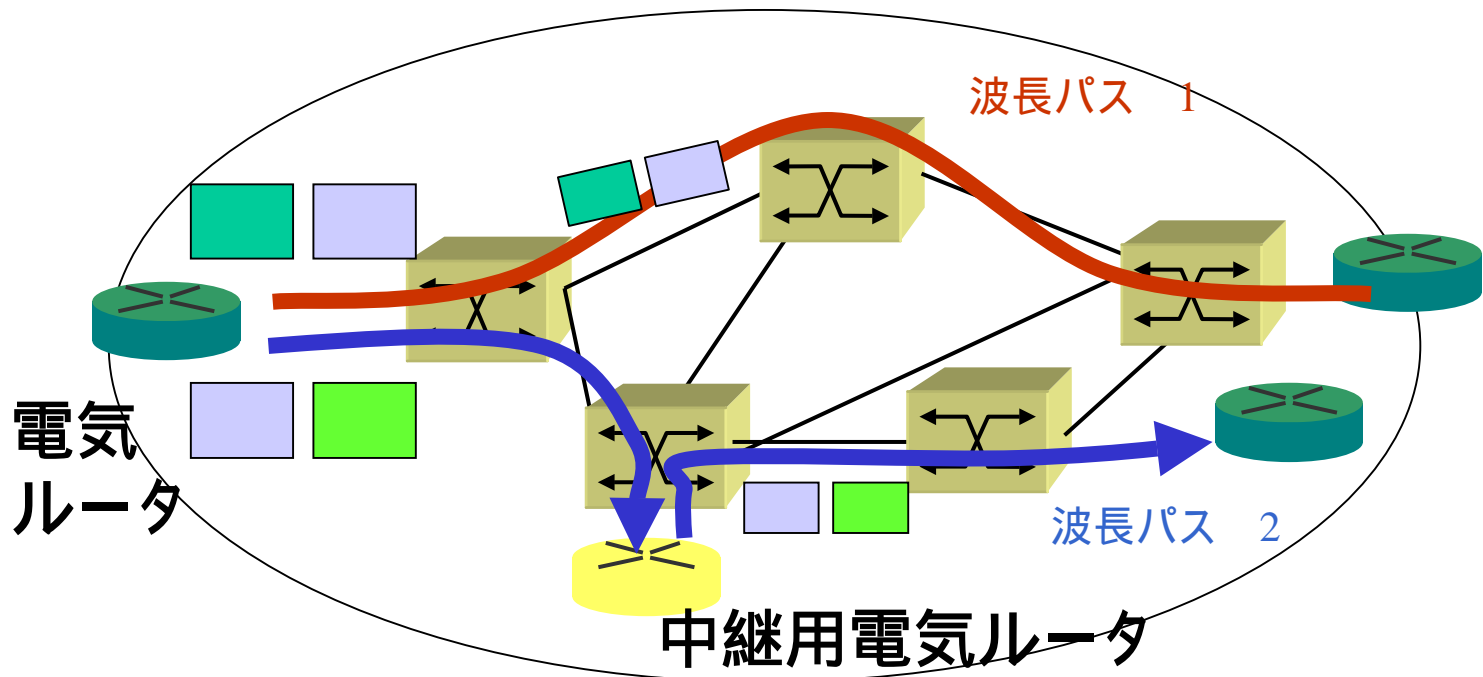 波長パス 1
電気
ルータ
波長パス 2
中継用電気ルータ